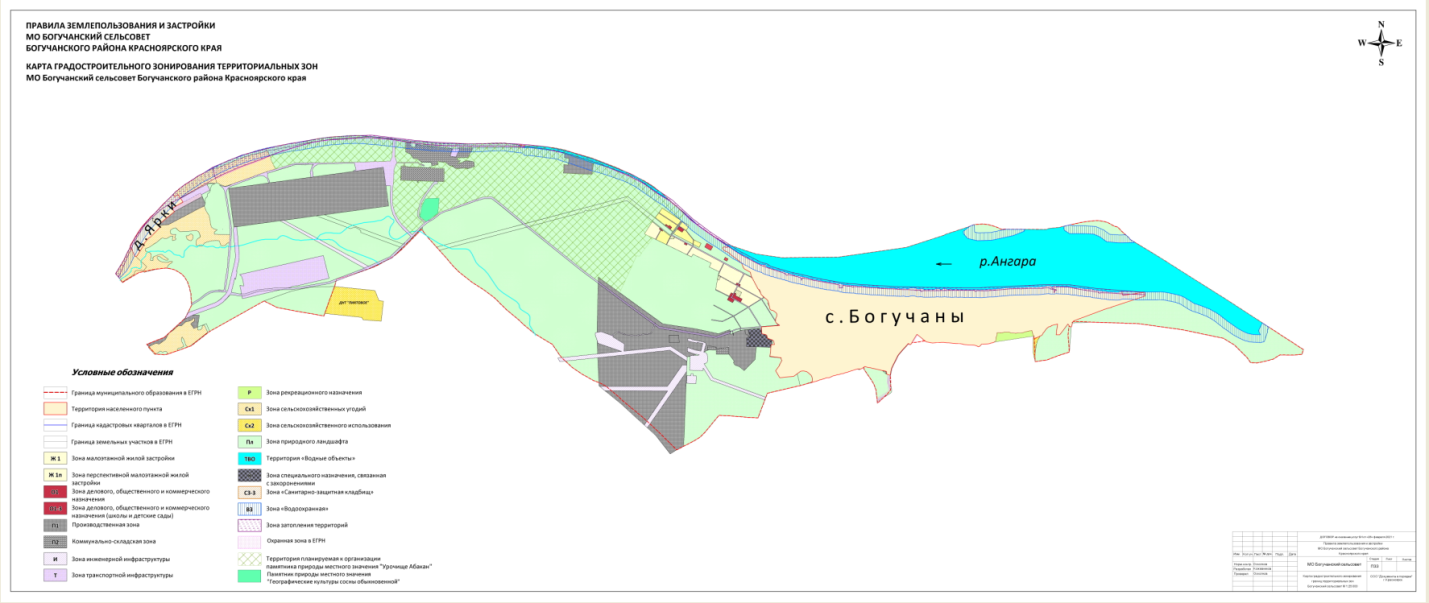 ПРАВИЛА ЗЕМЛЕПОЛЬЗОВАНИЯ И ЗАСТРОЙКИ
МО БОГУЧАНСКИЙ СЕЛЬСОВЕТ
БОГУЧАНСКОГО РАЙОНА КРАСНОЯРСКОГО КРАЯ
КАРТА ГРАДОСТРОИТЕЛЬНОГО ЗОНИРОВАНИЯ ТЕРРИТОРИАЛЬНЫХ ЗОН
МО Богучанский сельсовет Богучанского района Красноярского края
N
W E
S
д. Ярки
р.Ангара
с. Богучаны
Условные обозначения
Граница муниципального образования в ЕГРН
Территория населенного пункта
Граница кадастровых кварталов в ЕГРН
Граница земельных участков в ЕГРН
Ж 1 Зона малоэтажной жилой застройки
Ж 1п Зона перспективной малоэтажной жилой
застройки
Зона делового, общественного и коммерческого
назначения
Зона делового, общественного и коммерческого
назначения (школы и детские сады)
П1 Производственная зона
П2 Коммунально-складская зона
И Зона инженерной инфраструктуры
Т Зона транспортной инфраструктуры
Р Зона рекреационного назначения
Сх1 Зона сельскохозяйственных угодий
Сх2 Зона сельскохозяйственного использования
Пл Зона природного ландшафта
ТВО Территория «Водные объекты»
Зона специального назначения, связанная
с захоронениями
СЗ-3 Зона «Санитарно-защитная кладбищ»
ВЗ Зона «Водоохранная»
Зона затопления территорий
Охранная зона в ЕГРН
Территория планируемая к организации
памятника природы местного значения "Урочище Абакан"
Памятник природы местного значения
"Географические культуры сосны обыкновенной"
МО Богучанский сельсовет